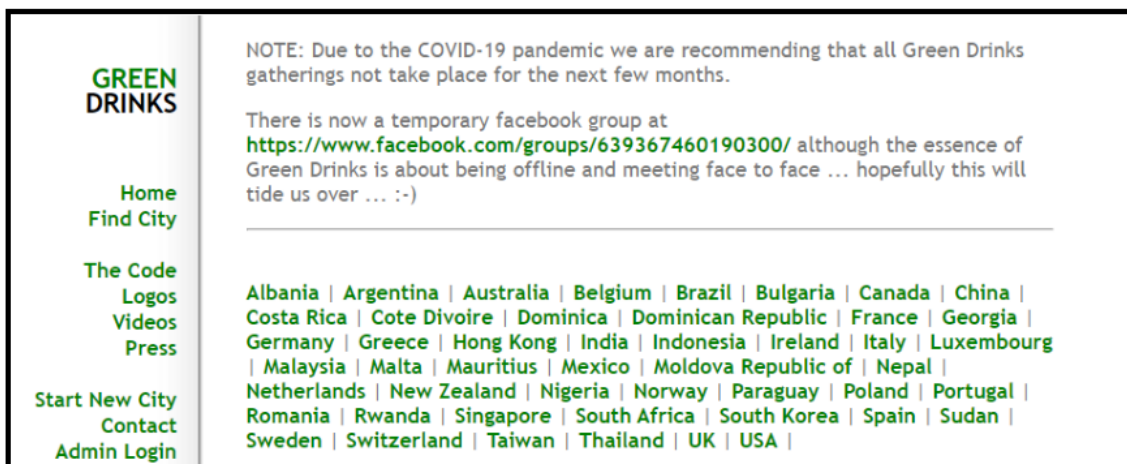 GREEN
DRINKS
Home
Find City
The Code
Logos
Videos
Press
Start New City
Contact
Admin Login
NOTE: Due to the COVID-19 pandemic we are recommending that all Green Drinks
gatherings not take place for the next few months.
There is now a temporary facebook group at
https://www.facebook.com/groups/639367460190300/ although the essence of
Green Drinks is about being offline and meeting face to face ... hopefully this will
tide us over ... :-)
Albania | Argentina | Australia | Belgium | Brazil | Bulgaria | Canada | China |
Costa Rica | Cote Divoire | Dominica | Dominican Republic | France | Georgia |
Germany | Greece | Hong Kong | India | Indonesia | Ireland | Italy | Luxembourg
| Malaysia | Malta | Mauritius | Mexico | Moldova Republic of | Nepal |
Netherlands | New Zealand | Nigeria | Norway | Paraguay | Poland | Portugal |
Romania | Rwanda | Singapore | South Africa | South Korea | Spain | Sudan |
Sweden | Switzerland | Taiwan | Thailand | UK | USA |